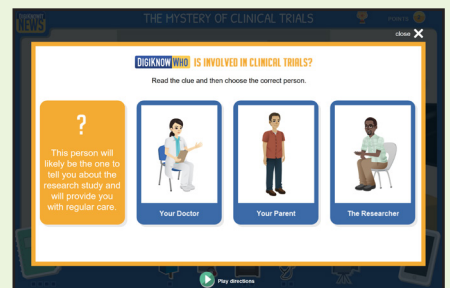 NEWS
THE MYSTERY OF CLINICAL TRIALS
POINTS
close X
DIGIKNOW WHO IS INVOLVED IN CLINICAL TRIALS?
Read the clue and then choose the correct person.
?
This person will
likely be the one to
tell you about the
research study and
will provide you
with regular care.
Your Doctor
Your Parent
The Researcher
Play directions